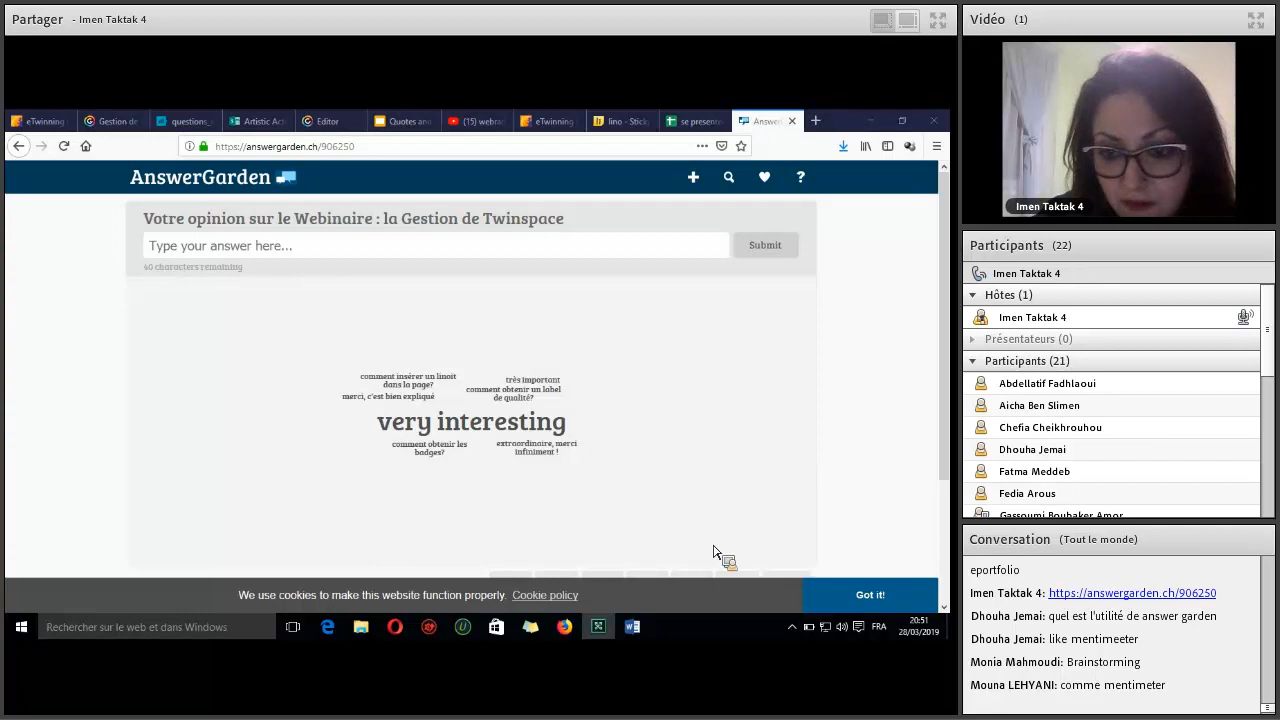 Partager - Imen Taktak 4
eTwinning
Gestion de
questions_
Artistic Act
Editor
Quotes and
(15) webina
eTwinning
lino - Sticky
se presente
Answer
https://answergarden.ch/906250
AnswerGarden
Votre opinion sur le Webinaire : la Gestion de Twinspace
Type your answer here...
Submit
40 characters remaining
comment insérer un linoit
dans la page?
merci, c'est bien expliqué
très important
comment obtenir un label
de qualité?
very interesting
comment obtenir les
badges?
extraordinaire, merci
infiniment !
We use cookies to make this website function properly. Cookie policy
Got it!
Rechercher sur le web et dans Windows
FRA
20:51
28/03/2019
Vidéo (1)
Imen Taktak 4
Participants (22)
Imen Taktak 4
Hôtes (1)
Imen Taktak 4
Présentateurs (0)
Participants (21)
Abdellatif Fadhlaoui
Aicha Ben Slimen
Chefia Cheikhrouhou
Dhouha Jemai
Fatma Meddeb
Fedia Arous
Gassoumi Boubaker Amor
Conversation (Tout le monde)
eportfolio
Imen Taktak 4: https://answergarden.ch/906250
Dhouha Jemai: quel est l'utilité de answer garden
Dhouha Jemai: like mentimeeter
Monia Mahmoudi: Brainstorming
Mouna LEHYANI: comme mentimeter